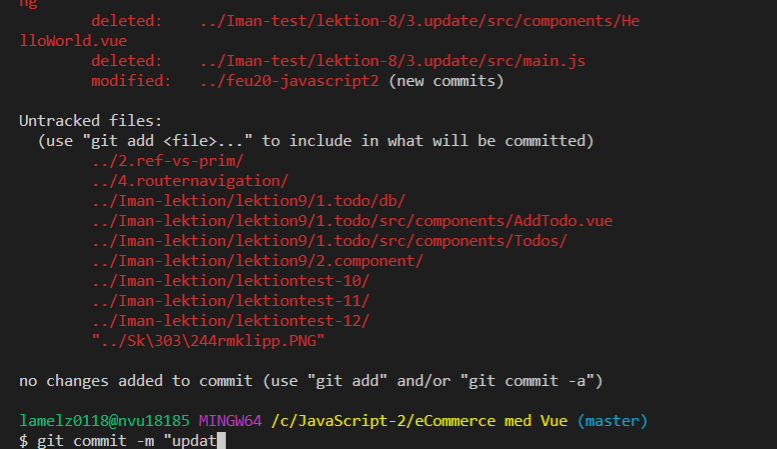 ng
deleted: ../Iman-test/lektion-8/3.update/src/components/He
lloWorld.vue
deleted: ../Iman-test/lektion-8/3.update/src/main.js
modified: ../feu20-javascript2 (new commits)
Untracked files:
(use "git add <file>..." to include in what will be committed)
../2.ref-vs-prim/
../4.routernavigation/
../Iman-lektion/lektion9/1.todo/db/
../Iman-lektion/lektion9/1.todo/src/components/AddTodo.vue
../Iman-lektion/lektion9/1.todo/src/components/Todos/
../Iman-lektion/lektion9/2.component/
../Iman-lektion/lektiontest-10/
../Iman-lektion/lektiontest-11/
../Iman-lektion/lektiontest-12/
"../Sk\303\244rmklipp.PNG"
no changes added to commit (use "git add" and/or "git commit -a")
lamelz0118@nvu18185 MINGW64 /c/JavaScript-2/eCommerce med Vue (master)
$ git commit -m "updat